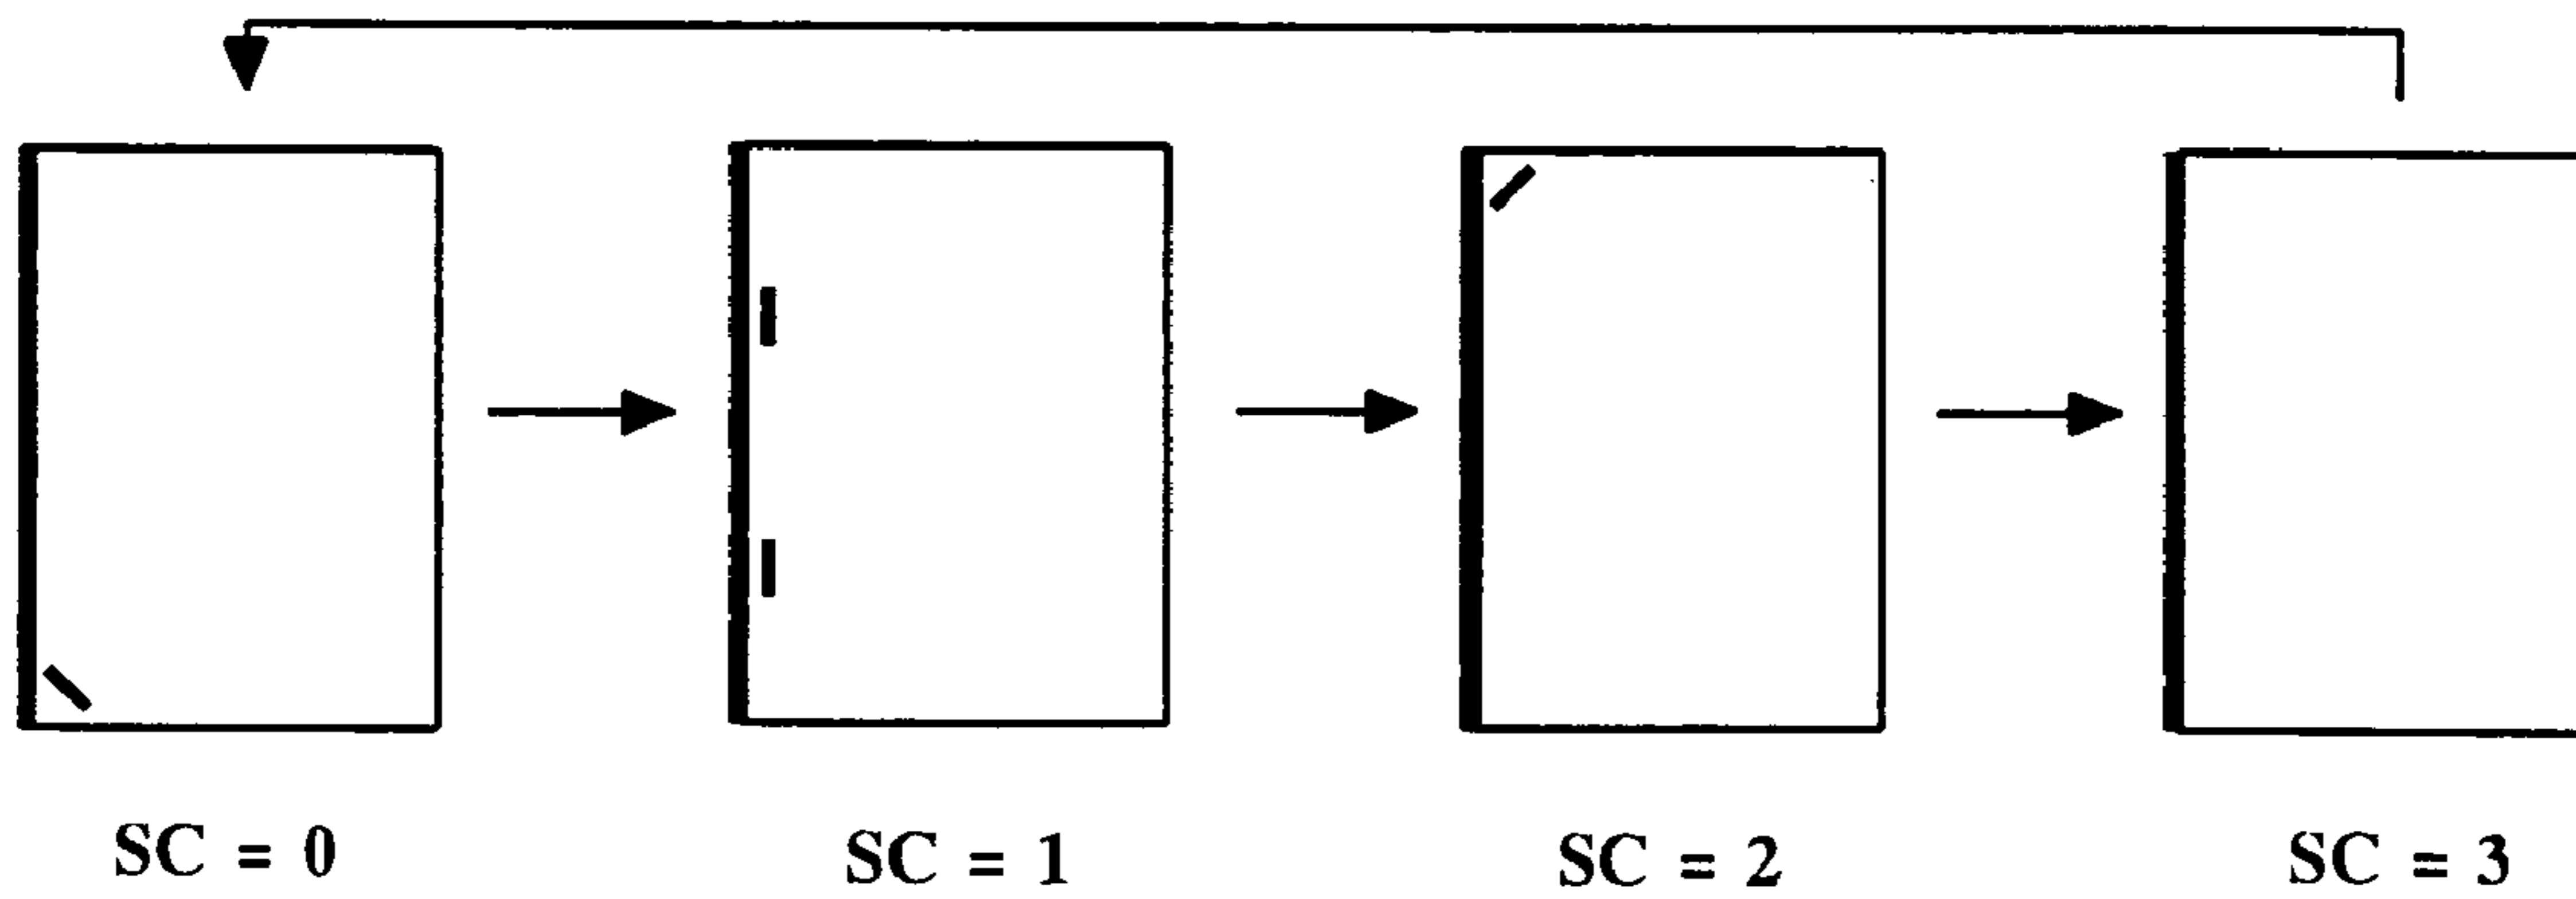 SC = 0
SC = 1
SC = 2
SC = 3